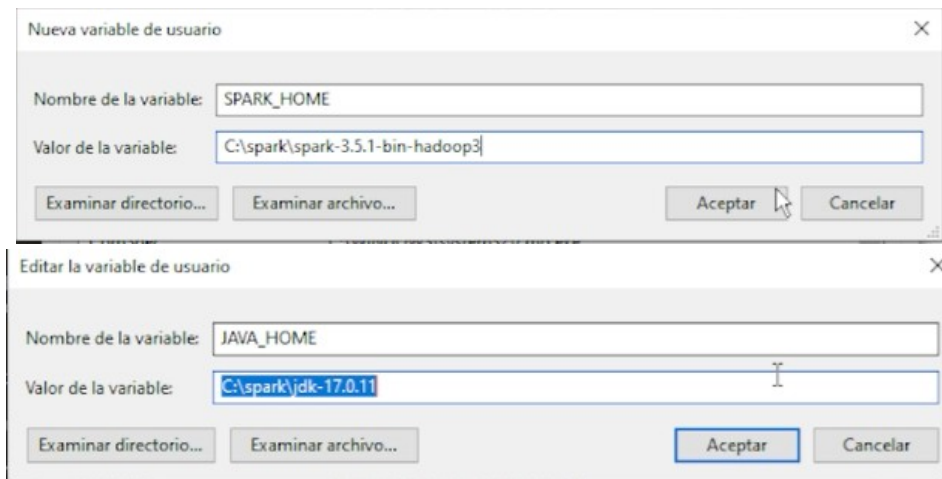 Nueva variable de usuario
Nombre de la variable: SPARK_HOME
Valor de la variable: C:\spark\spark-3.5.1-bin-hadoop3
Examinar directorio... Examinar archivo... Aceptar Cancelar
Editar la variable de usuario
Nombre de la variable: JAVA_HOME
Valor de la variable: C:\spark\jdk-17.0.11
Examinar directorio... Examinar archivo... Aceptar Cancelar